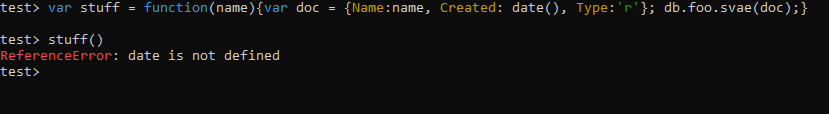 test> var stuff = function(name){var doc = {Name:name, Created: date(), Type:'r'}; db.foo.svae(doc);}
test> stuff()
ReferenceError: date is not defined
test>